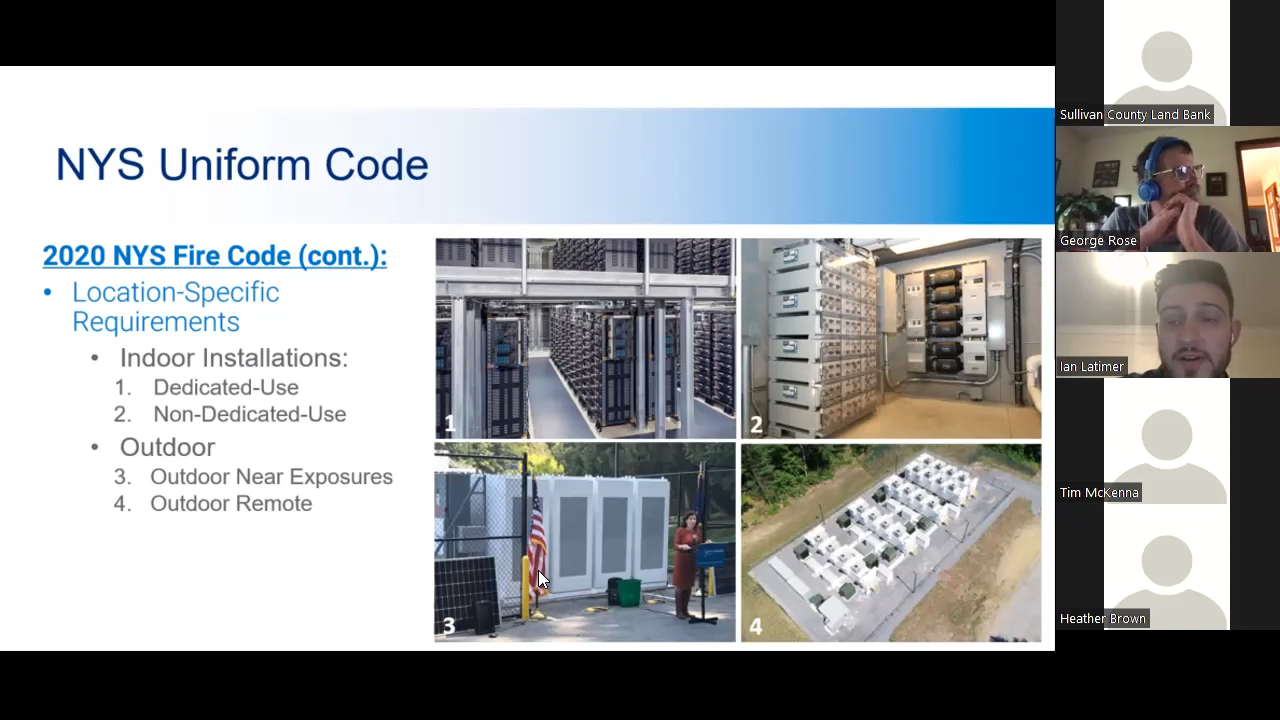 NYS Uniform Code
2020 NYS Fire Code (cont.):
• Location-Specific
Requirements
• Indoor Installations:
1. Dedicated-Use
2. Non-Dedicated-Use
• Outdoor
3. Outdoor Near Exposures
4. Outdoor Remote
1
2
3
4
Sullivan County Land Bank
George Rose
Ian Latimer
Tim McKenna
Heather Brown